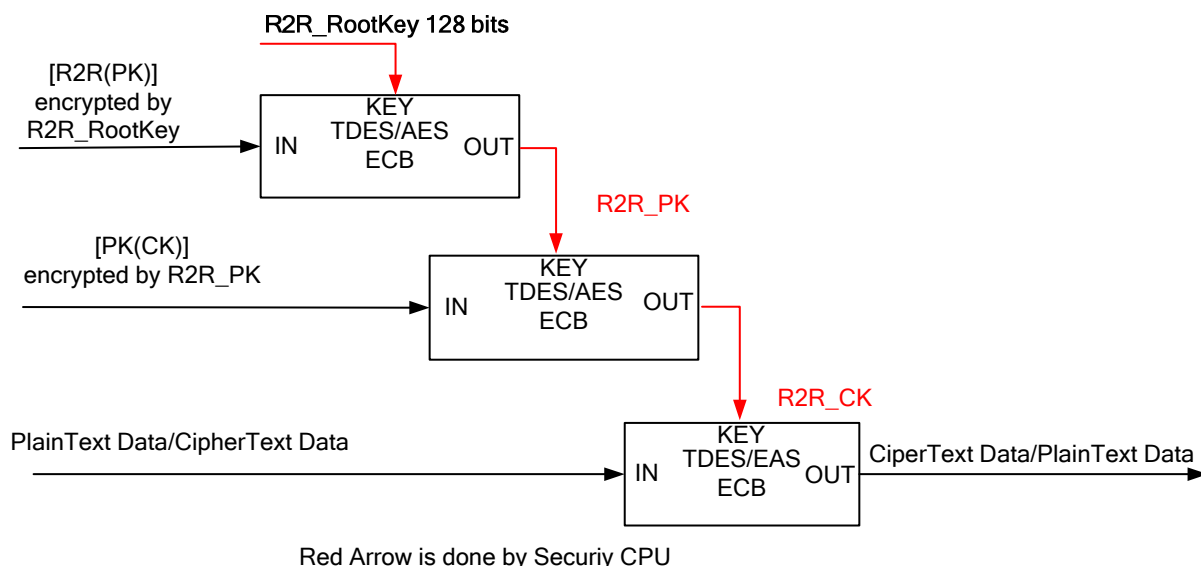 R2R_RootKey 128 bits
[R2R(PK)]
encrypted by
R2R_RootKey
KEY
TDES/AES
IN
ECB
OUT
R2R_PK
[PK(CK)]
encrypted by R2R_PK
KEY
TDES/AES
IN
ECB
OUT
R2R_CK
PlainText Data/CipherText Data
KEY
TDES/EAS
IN
ECB
OUT
CiperText Data/PlainText Data
Red Arrow is done by Securiy CPU